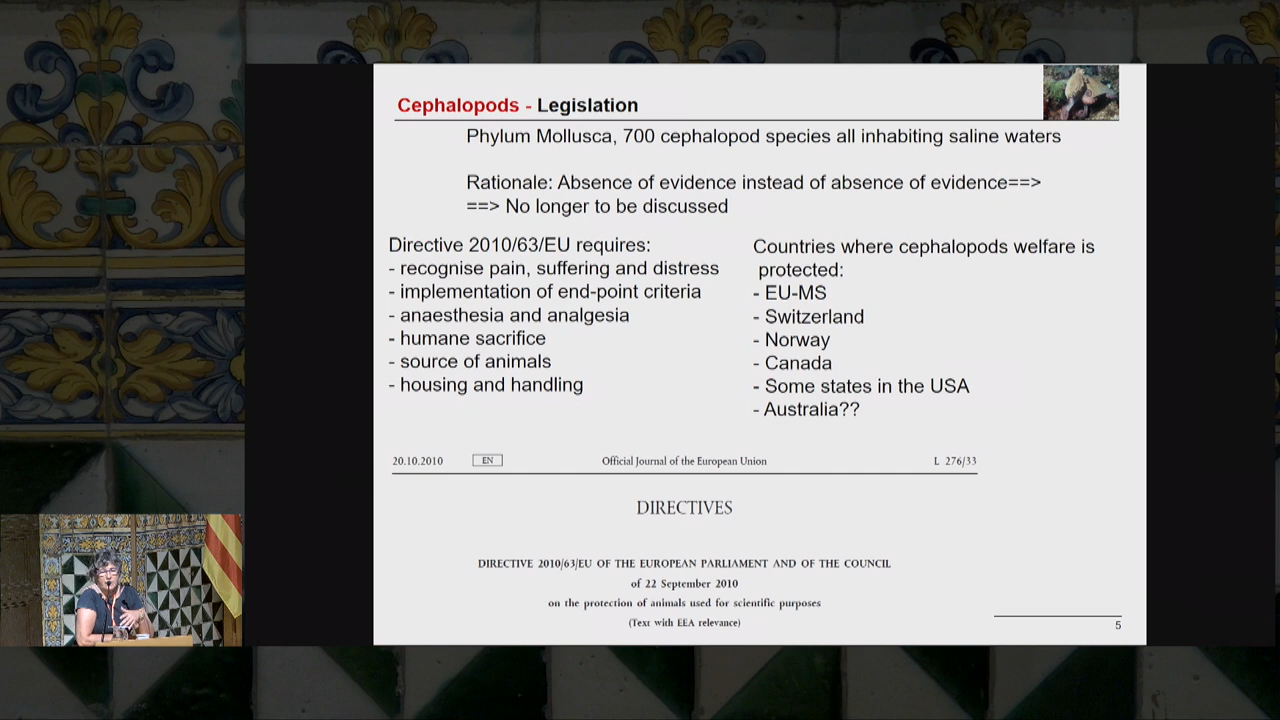 Cephalopods - Legislation
Phylum Mollusca, 700 cephalopod species all inhabiting saline waters
Rationale: Absence of evidence instead of absence of evidence==>
==> No longer to be discussed
Directive 2010/63/EU requires:
- recognise pain, suffering and distress
- implementation of end-point criteria
- anaesthesia and analgesia
- humane sacrifice
- source of animals
- housing and handling
Countries where cephalopods welfare is
protected:
- EU-MS
- Switzerland
- Norway
- Canada
- Some states in the USA
- Australia??
20.10.2010 EN Official Journal of the European Union L 276/33
DIRECTIVES
DIRECTIVE 2010/63/EU OF THE EUROPEAN PARLIAMENT AND OF THE COUNCIL
of 22 September 2010
on the protection of animals used for scientific purposes
(Text with EEA relevance)
5